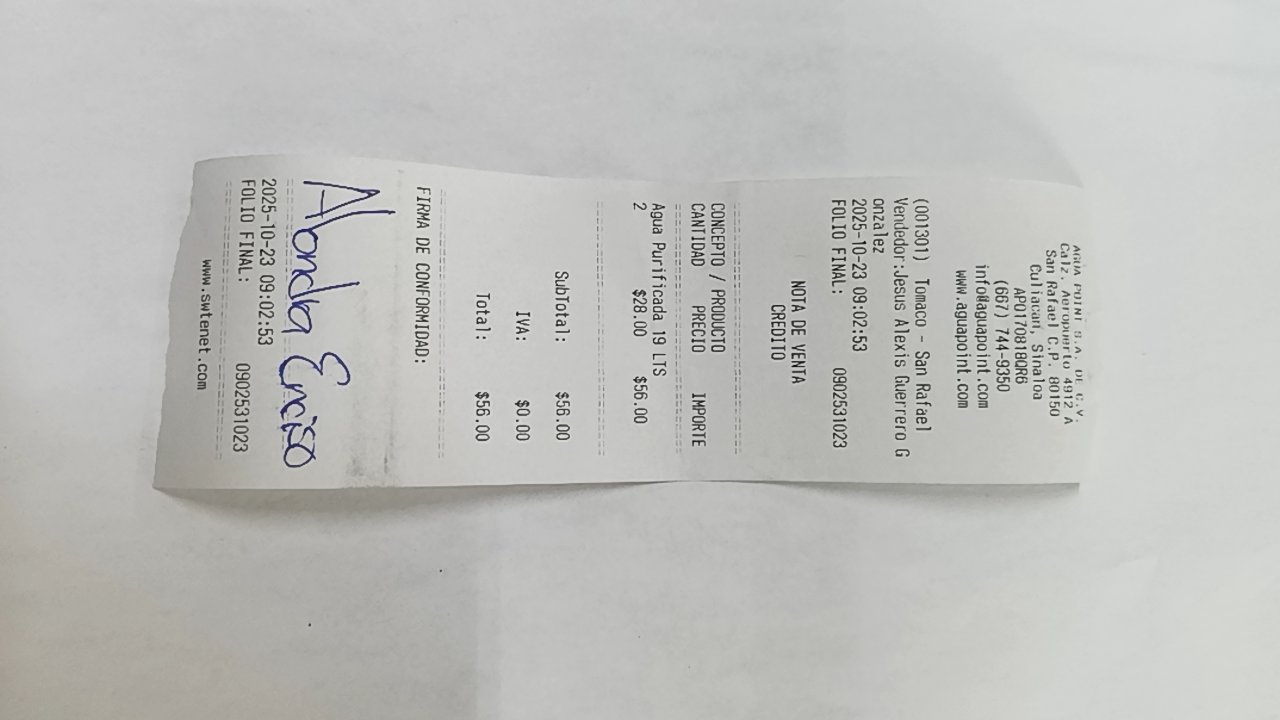 AGUA POINT S.A. DE C.V.
Calz. Aeropuerto 4912 A
San Rafael C.P. 80150
Culiacan, Sinaloa
APO170818QR6
(667) 744-9350
info@aguapoint.com
www.aguapoint.com
(001301) Tomaco - San Rafael
Vendedor:Jesus Alexis Guerrero G
onzalez
2025-10-23 09:02:53
FOLIO FINAL: 0902531023
NOTA DE VENTA
CREDITO
CONCEPTO / PRODUCTO
CANTIDAD PRECIO IMPORTE
Agua Purificada 19 LTS
2 $28.00 $56.00
SubTotal: $56.00
IVA: $0.00
Total: $56.00
FIRMA DE CONFORMIDAD:
Alondra Enciso
2025-10-23 09:02:53
FOLIO FINAL: 0902531023
www.swtenet.com